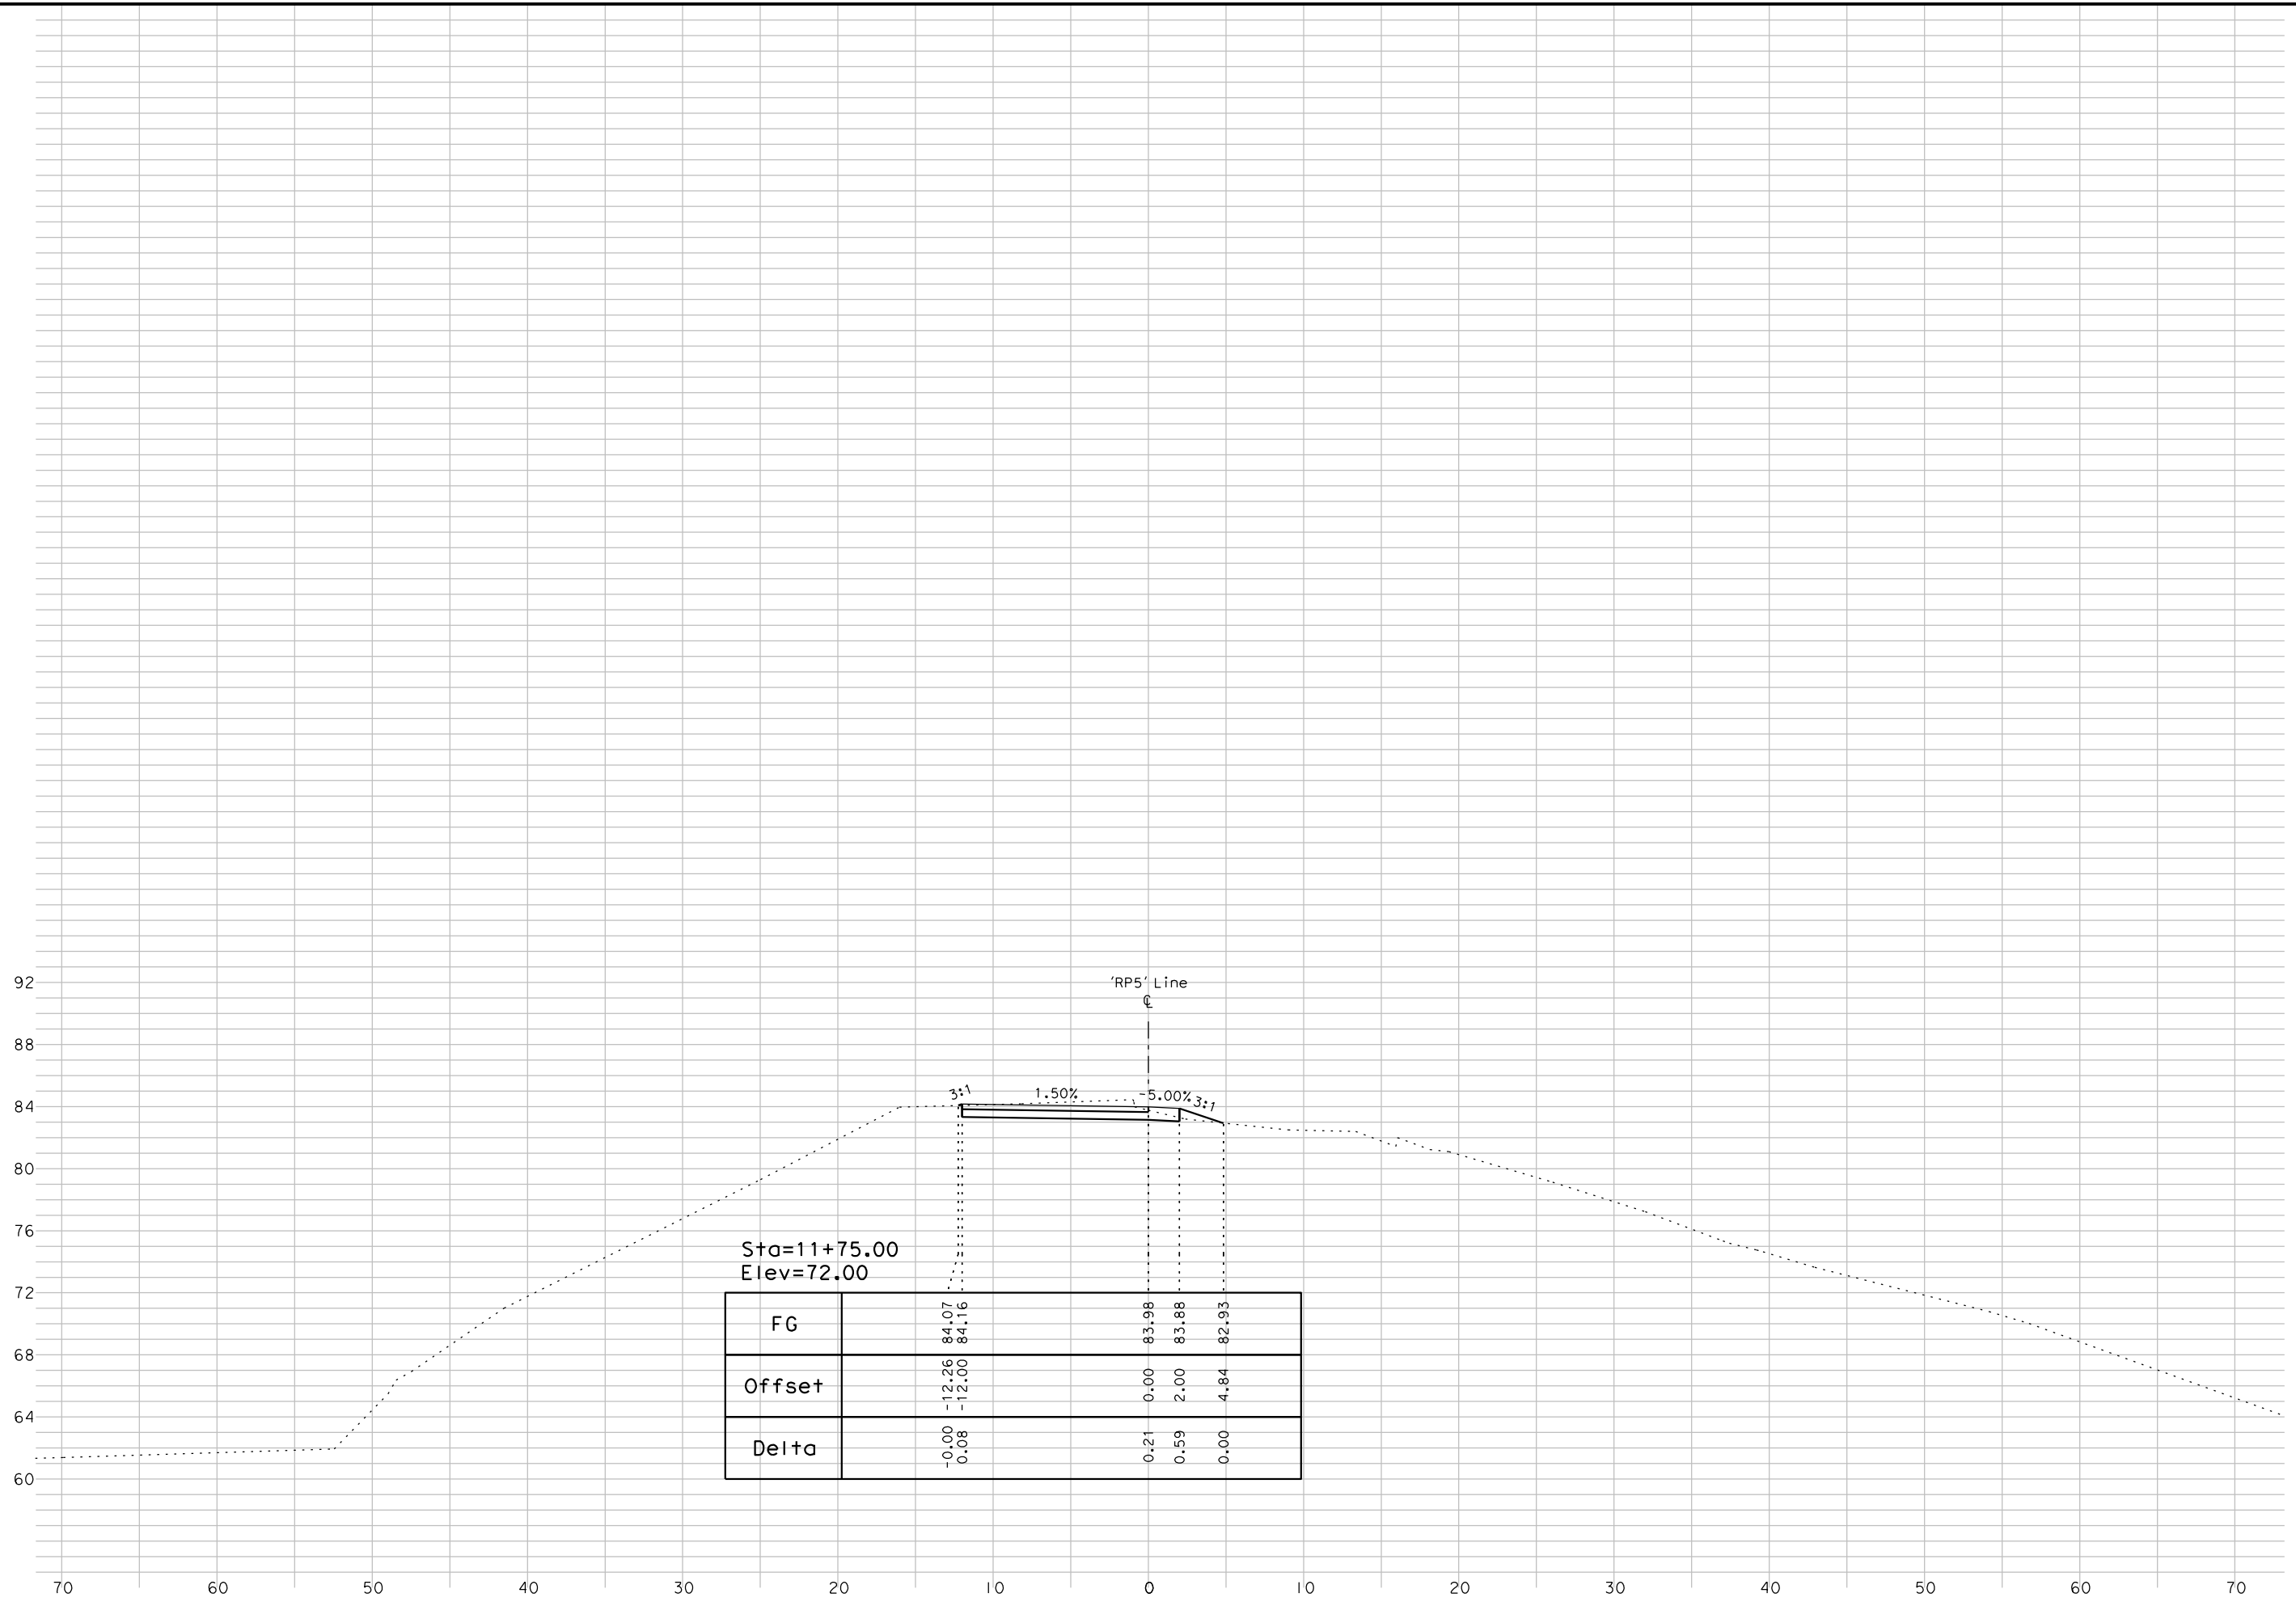 92
'RP5' Line
℄
88
3:1 1.50% -5.00% 3:1
84
80
76
Sta=11+75.00
Elev=72.00
72
FG 84.07 84.16 83.98 83.88 82.93
68
Offset -12.26 -12.00 0.00 2.00 4.84
64
Delta -0.00 0.08 0.21 0.59 0.00
60
70 60 50 40 30 20 10 0 10 20 30 40 50 60 70